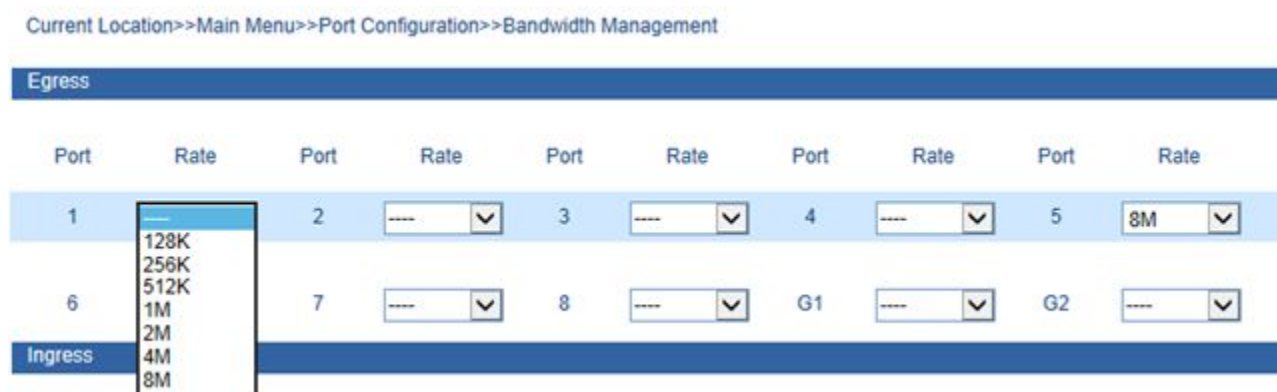 Current Location>>Main Menu>>Port Configuration>>Bandwidth Management
Egress
Port Rate Port Rate Port Rate Port Rate Port Rate
1 ---- 2 ---- 3 ---- 4 ---- 5 8M
128K
256K
512K
6 7 ---- 8 ---- G1 ---- G2 ----
1M
2M
Ingress
4M
8M